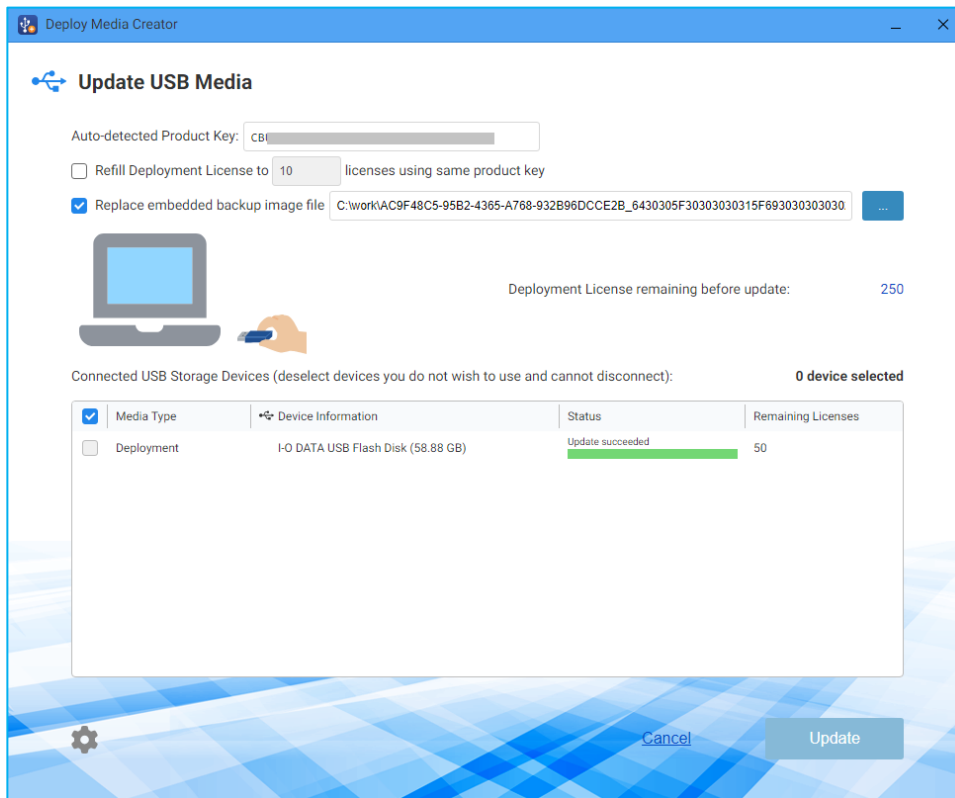 Deploy Media Creator
Update USB Media
Auto-detected Product Key: CB
Refill Deployment License to 10 licenses using same product key
Replace embedded backup image file C:\work\AC9F48C5-95B2-4365-A768-932B96DCCE2B_6430305F30303030315F693030303030 ...
Deployment License remaining before update: 250
Connected USB Storage Devices (deselect devices you do not wish to use and cannot disconnect): 0 device selected
Media Type Device Information Status Remaining Licenses
Deployment I-O DATA USB Flash Disk (58.88 GB) Update succeeded 50
Cancel Update